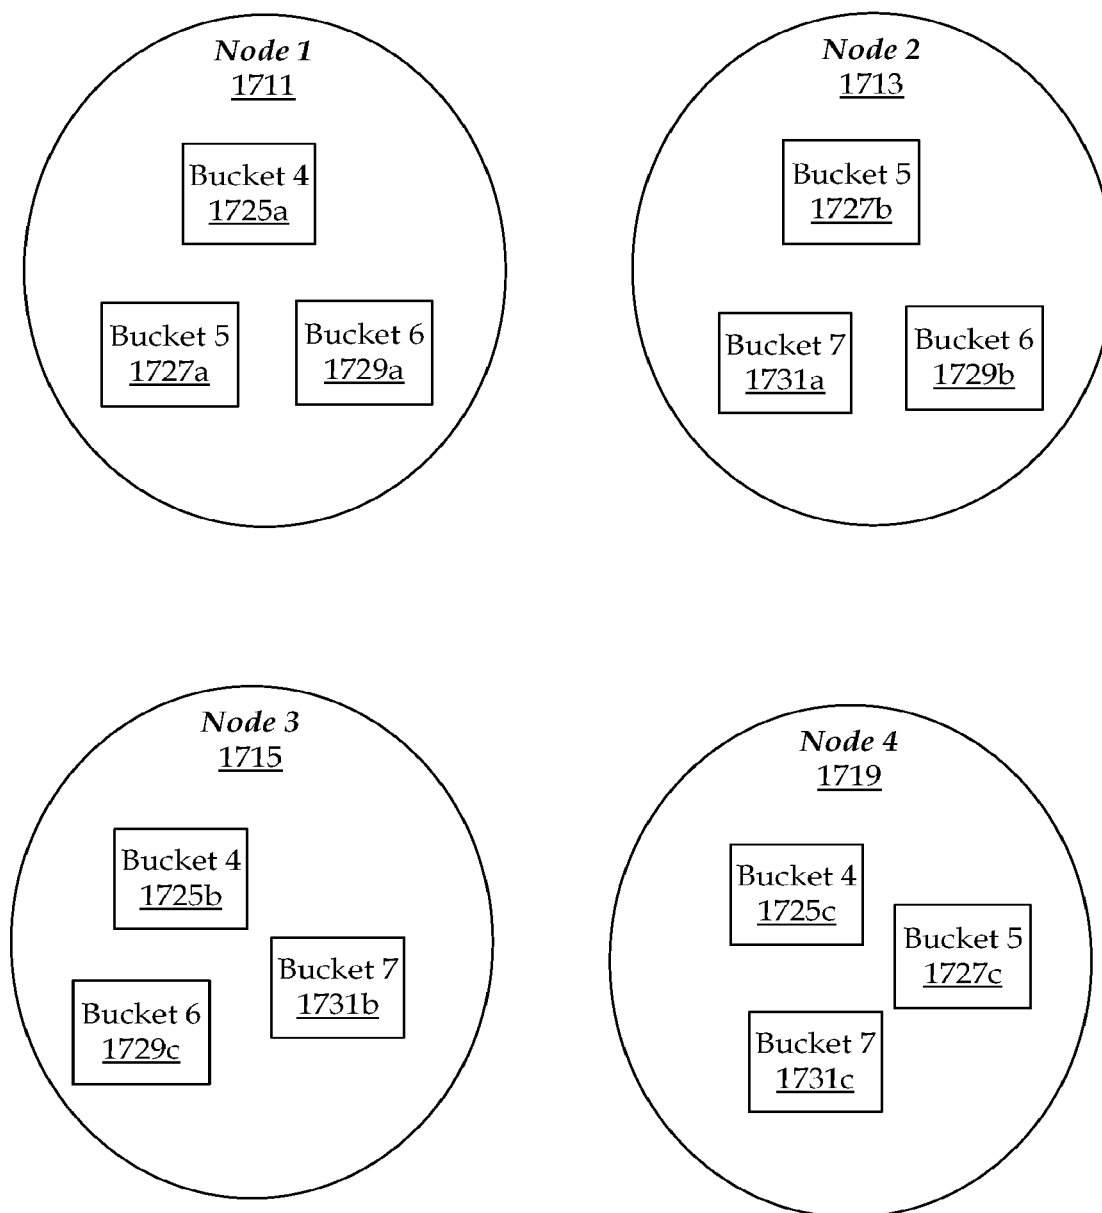 Node 1
1711
Bucket 4
1725a
Bucket 5
1727a
Bucket 6
1729a
Node 2
1713
Bucket 5
1727b
Bucket 7
1731a
Bucket 6
1729b
Node 3
1715
Bucket 4
1725b
Bucket 7
1731b
Bucket 6
1729c
Node 4
1719
Bucket 4
1725c
Bucket 5
1727c
Bucket 7
1731c